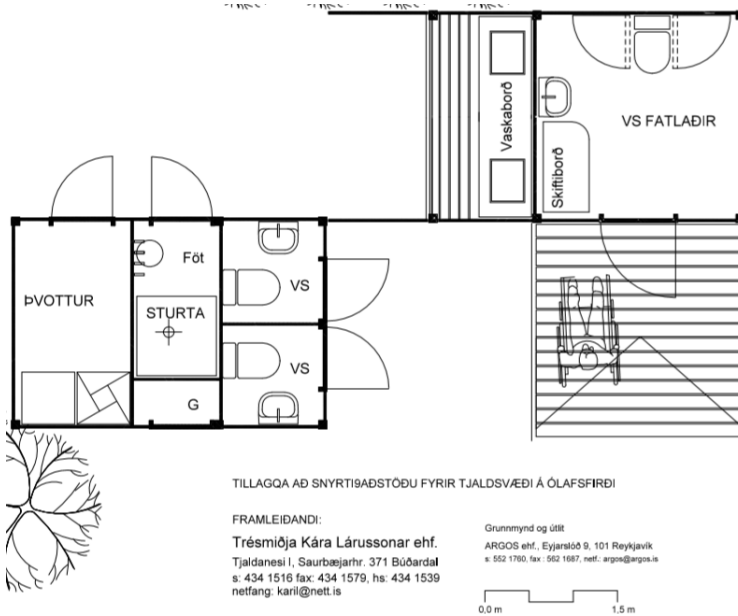 Vaskaborð
VS FATLAÐIR
Skiftiborð
Föt
ÞVOTTUR
STURTA
VS
VS
G
TILLAGQA AÐ SNYRTI9AÐSTÖÐU FYRIR TJALDSVÆÐI Á ÓLAFSFIRÐI
FRAMLEIÐANDI:
Trésmiðja Kára Lárussonar ehf.
Tjaldanesi I, Saurbæjarhr. 371 Búðardal
s: 434 1516 fax: 434 1579, hs: 434 1539
netfang: karil@nett.is
Grunnmynd og útlit
ARGOS ehf., Eyjarslóð 9, 101 Reykjavík
s: 552 1760, fax : 562 1687, netf.: argos@argos.is
0,0 m
1,5 m